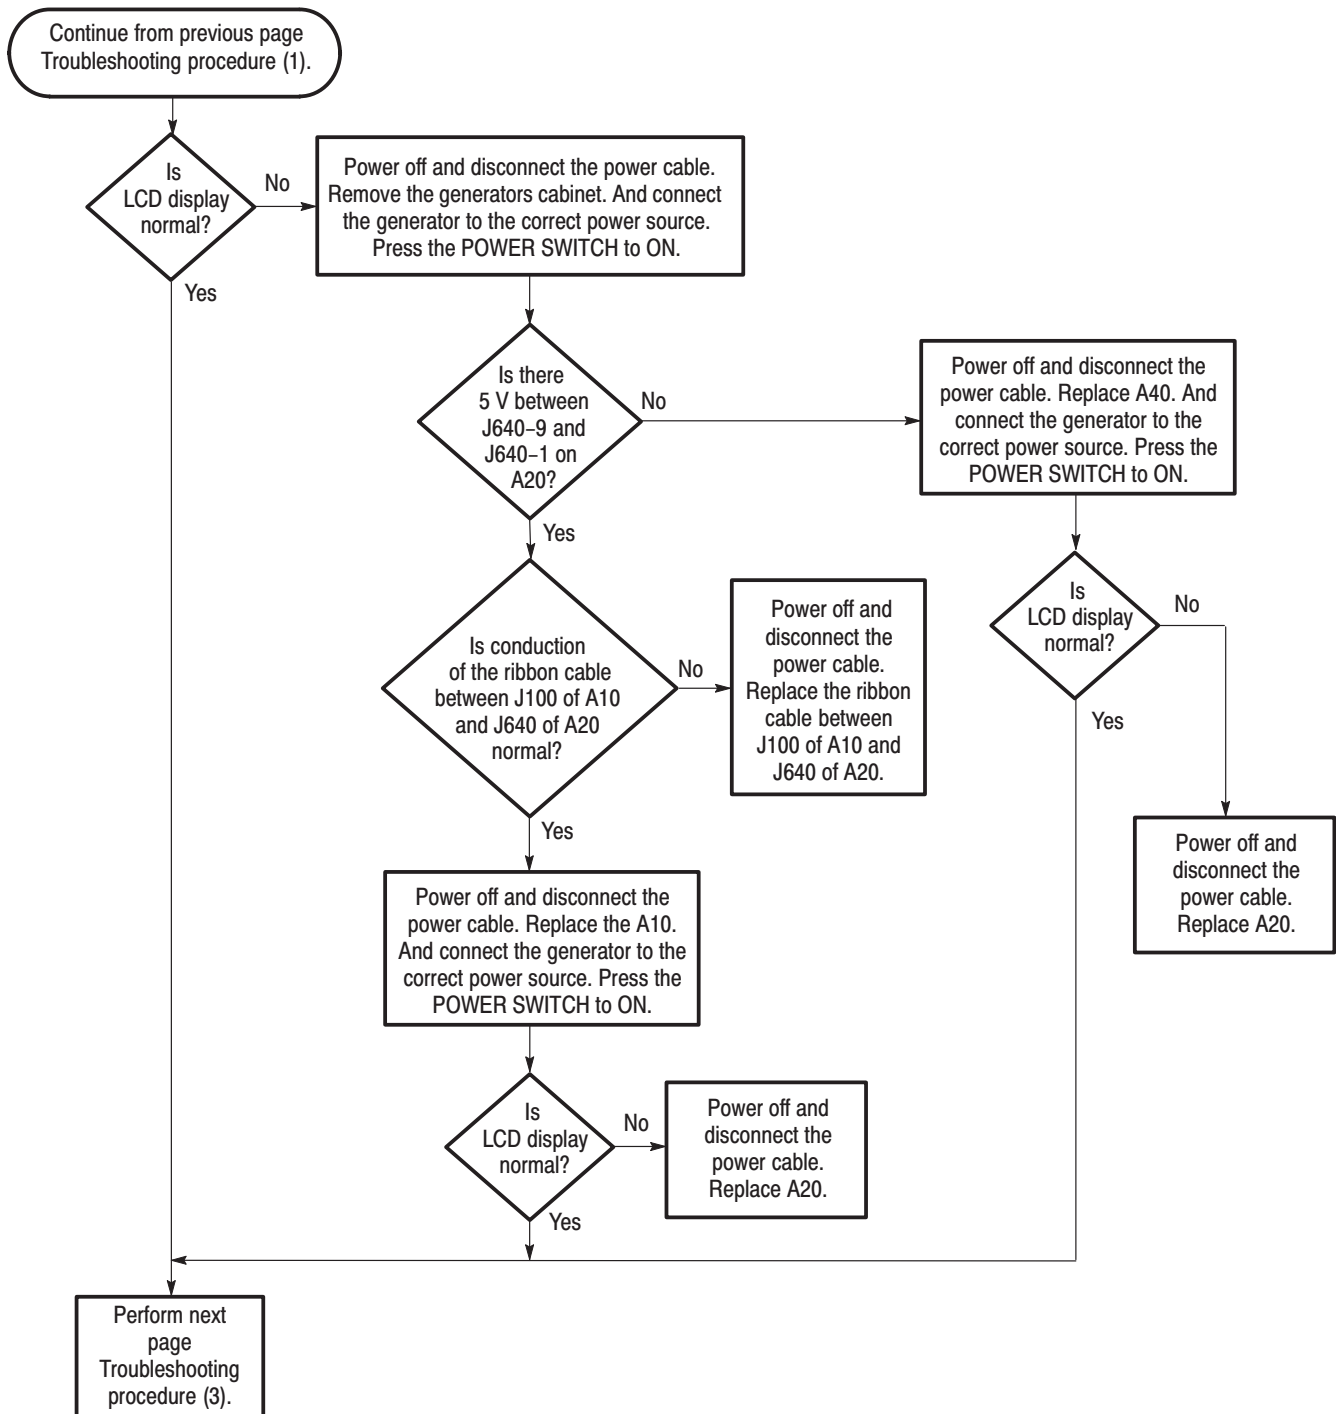 Continue from previous page
Troubleshooting procedure (1).
Is
LCD display
normal?
No
Yes
Power off and disconnect the power cable.
Remove the generators cabinet. And connect
the generator to the correct power source.
Press the POWER SWITCH to ON.
Is there
5 V between
J640–9 and
J640–1 on
A20?
No
Yes
Power off and disconnect the
power cable. Replace A40. And
connect the generator to the
correct power source. Press the
POWER SWITCH to ON.
Is
LCD display
normal?
No
Yes
Power off and
disconnect the
power cable.
Replace A20.
Is conduction
of the ribbon cable
between J100 of A10
and J640 of A20
normal?
No
Yes
Power off and
disconnect the
power cable.
Replace the ribbon
cable between
J100 of A10 and
J640 of A20.
Power off and disconnect the
power cable. Replace the A10.
And connect the generator to the
correct power source. Press the
POWER SWITCH to ON.
Is
LCD display
normal?
No
Yes
Power off and
disconnect the
power cable.
Replace A20.
Perform next
page
Troubleshooting
procedure (3).